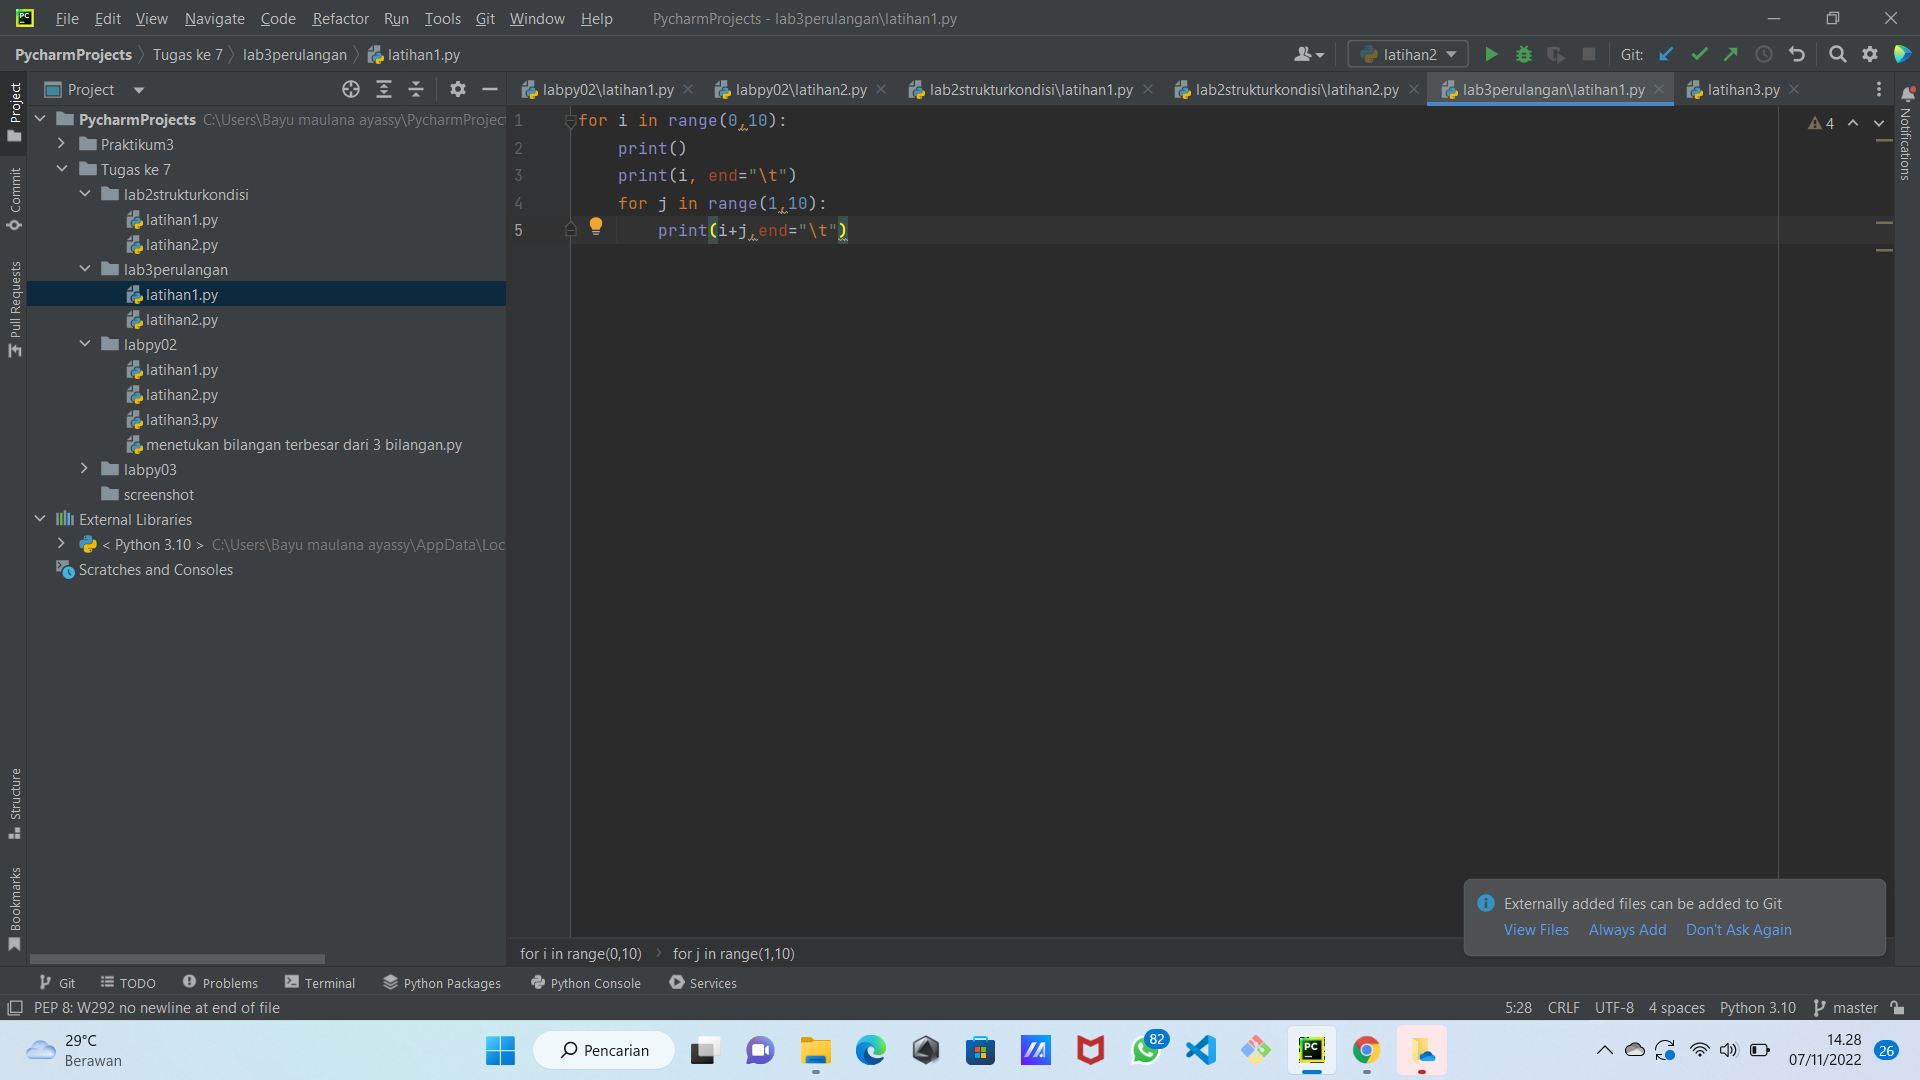 File Edit View Navigate Code Refactor Run Tools Git Window Help PycharmProjects - lab3perulangan\latihan1.py
PycharmProjects Tugas ke 7 lab3perulangan latihan1.py latihan2 Git:
Project
labpy02\latihan1.py labpy02\latihan2.py lab2strukturkondisi\latihan1.py lab2strukturkondisi\latihan2.py lab3perulangan\latihan1.py latihan3.py
Project
Commit
Pull Requests
Structure
Bookmarks
PycharmProjects C:\Users\Bayu maulana ayassy\PycharmProjec
Praktikum3
Tugas ke 7
lab2strukturkondisi
latihan1.py
latihan2.py
lab3perulangan
latihan1.py
latihan2.py
labpy02
latihan1.py
latihan2.py
latihan3.py
menetukan bilangan terbesar dari 3 bilangan.py
labpy03
screenshot
External Libraries
< Python 3.10 > C:\Users\Bayu maulana ayassy\AppData\Loc
Scratches and Consoles
1 for i in range(0,10):
2 print()
3 print(i, end="\t")
4 for j in range(1,10):
5 print(i+j,end="\t")
4
Notifications
Externally added files can be added to Git
View Files Always Add Don't Ask Again
for i in range(0,10) for j in range(1,10)
Git TODO Problems Terminal Python Packages Python Console Services
PEP 8: W292 no newline at end of file 5:28 CRLF UTF-8 4 spaces Python 3.10 master
29°C
Berawan
Pencarian
82
14.28
07/11/2022
26